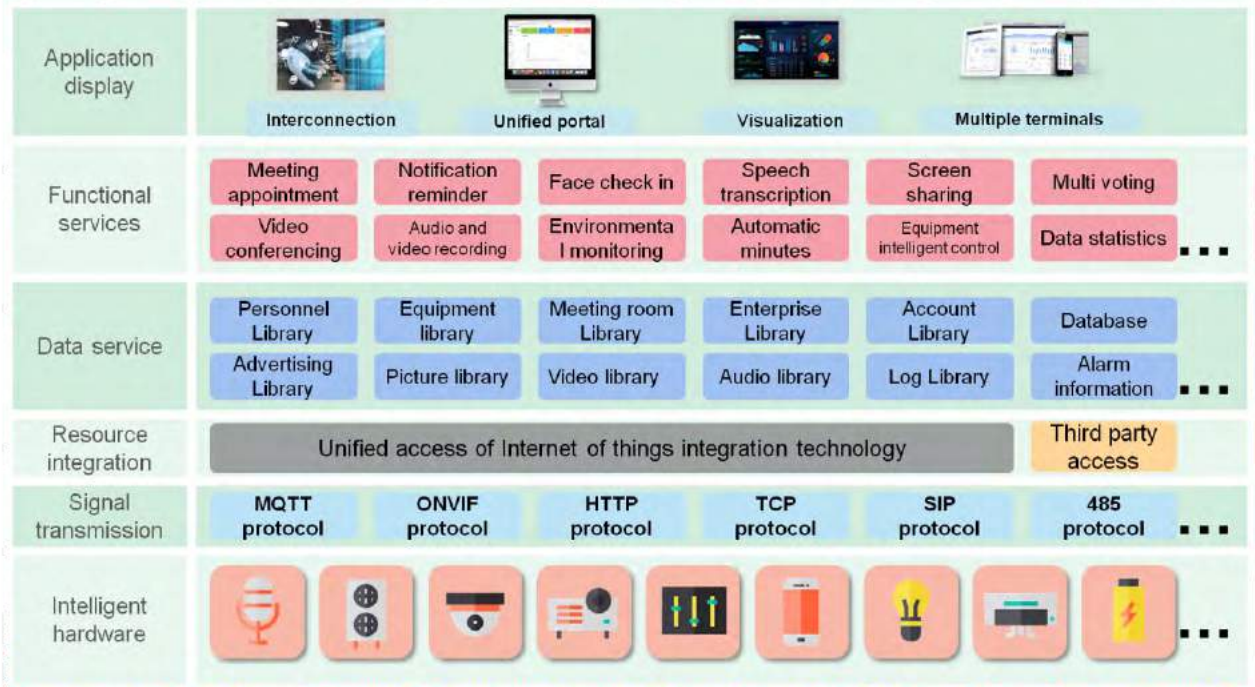 Application
display
Interconnection
Unified portal
Visualization
Multiple terminals
Functional
services
Meeting
appointment
Notification
reminder
Face check in
Speech
transcription
Screen
sharing
Multi voting
Video
conferencing
Audio and
video recording
Environmenta
l monitoring
Automatic
minutes
Equipment
intelligent control
Data statistics
...
Data service
Personnel
Library
Equipment
library
Meeting room
Library
Enterprise
Library
Account
Library
Database
Advertising
Library
Picture library
Video library
Audio library
Log Library
Alarm
information
...
Resource
integration
Unified access of Internet of things integration technology
Third party
access
Signal
transmission
MQTT
protocol
ONVIF
protocol
HTTP
protocol
TCP
protocol
SIP
protocol
485
protocol
...
Intelligent
hardware
...